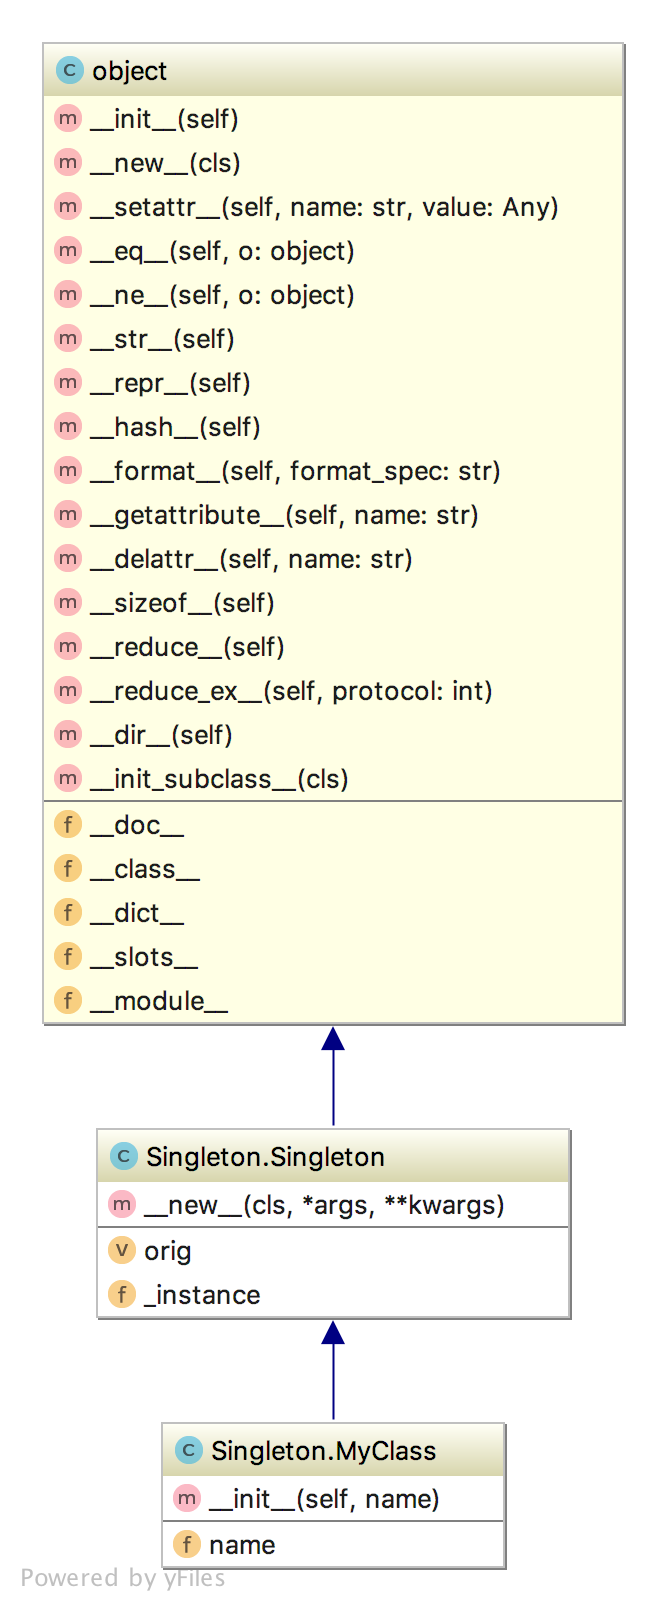 C object
m __init__(self)
m __new__(cls)
m __setattr__(self, name: str, value: Any)
m __eq__(self, o: object)
m __ne__(self, o: object)
m __str__(self)
m __repr__(self)
m __hash__(self)
m __format__(self, format_spec: str)
m __getattribute__(self, name: str)
m __delattr__(self, name: str)
m __sizeof__(self)
m __reduce__(self)
m __reduce_ex__(self, protocol: int)
m __dir__(self)
m __init_subclass__(cls)
f __doc__
f __class__
f __dict__
f __slots__
f __module__
C Singleton.Singleton
m __new__(cls, *args, **kwargs)
v orig
f _instance
C Singleton.MyClass
m __init__(self, name)
f name
Powered by yFiles